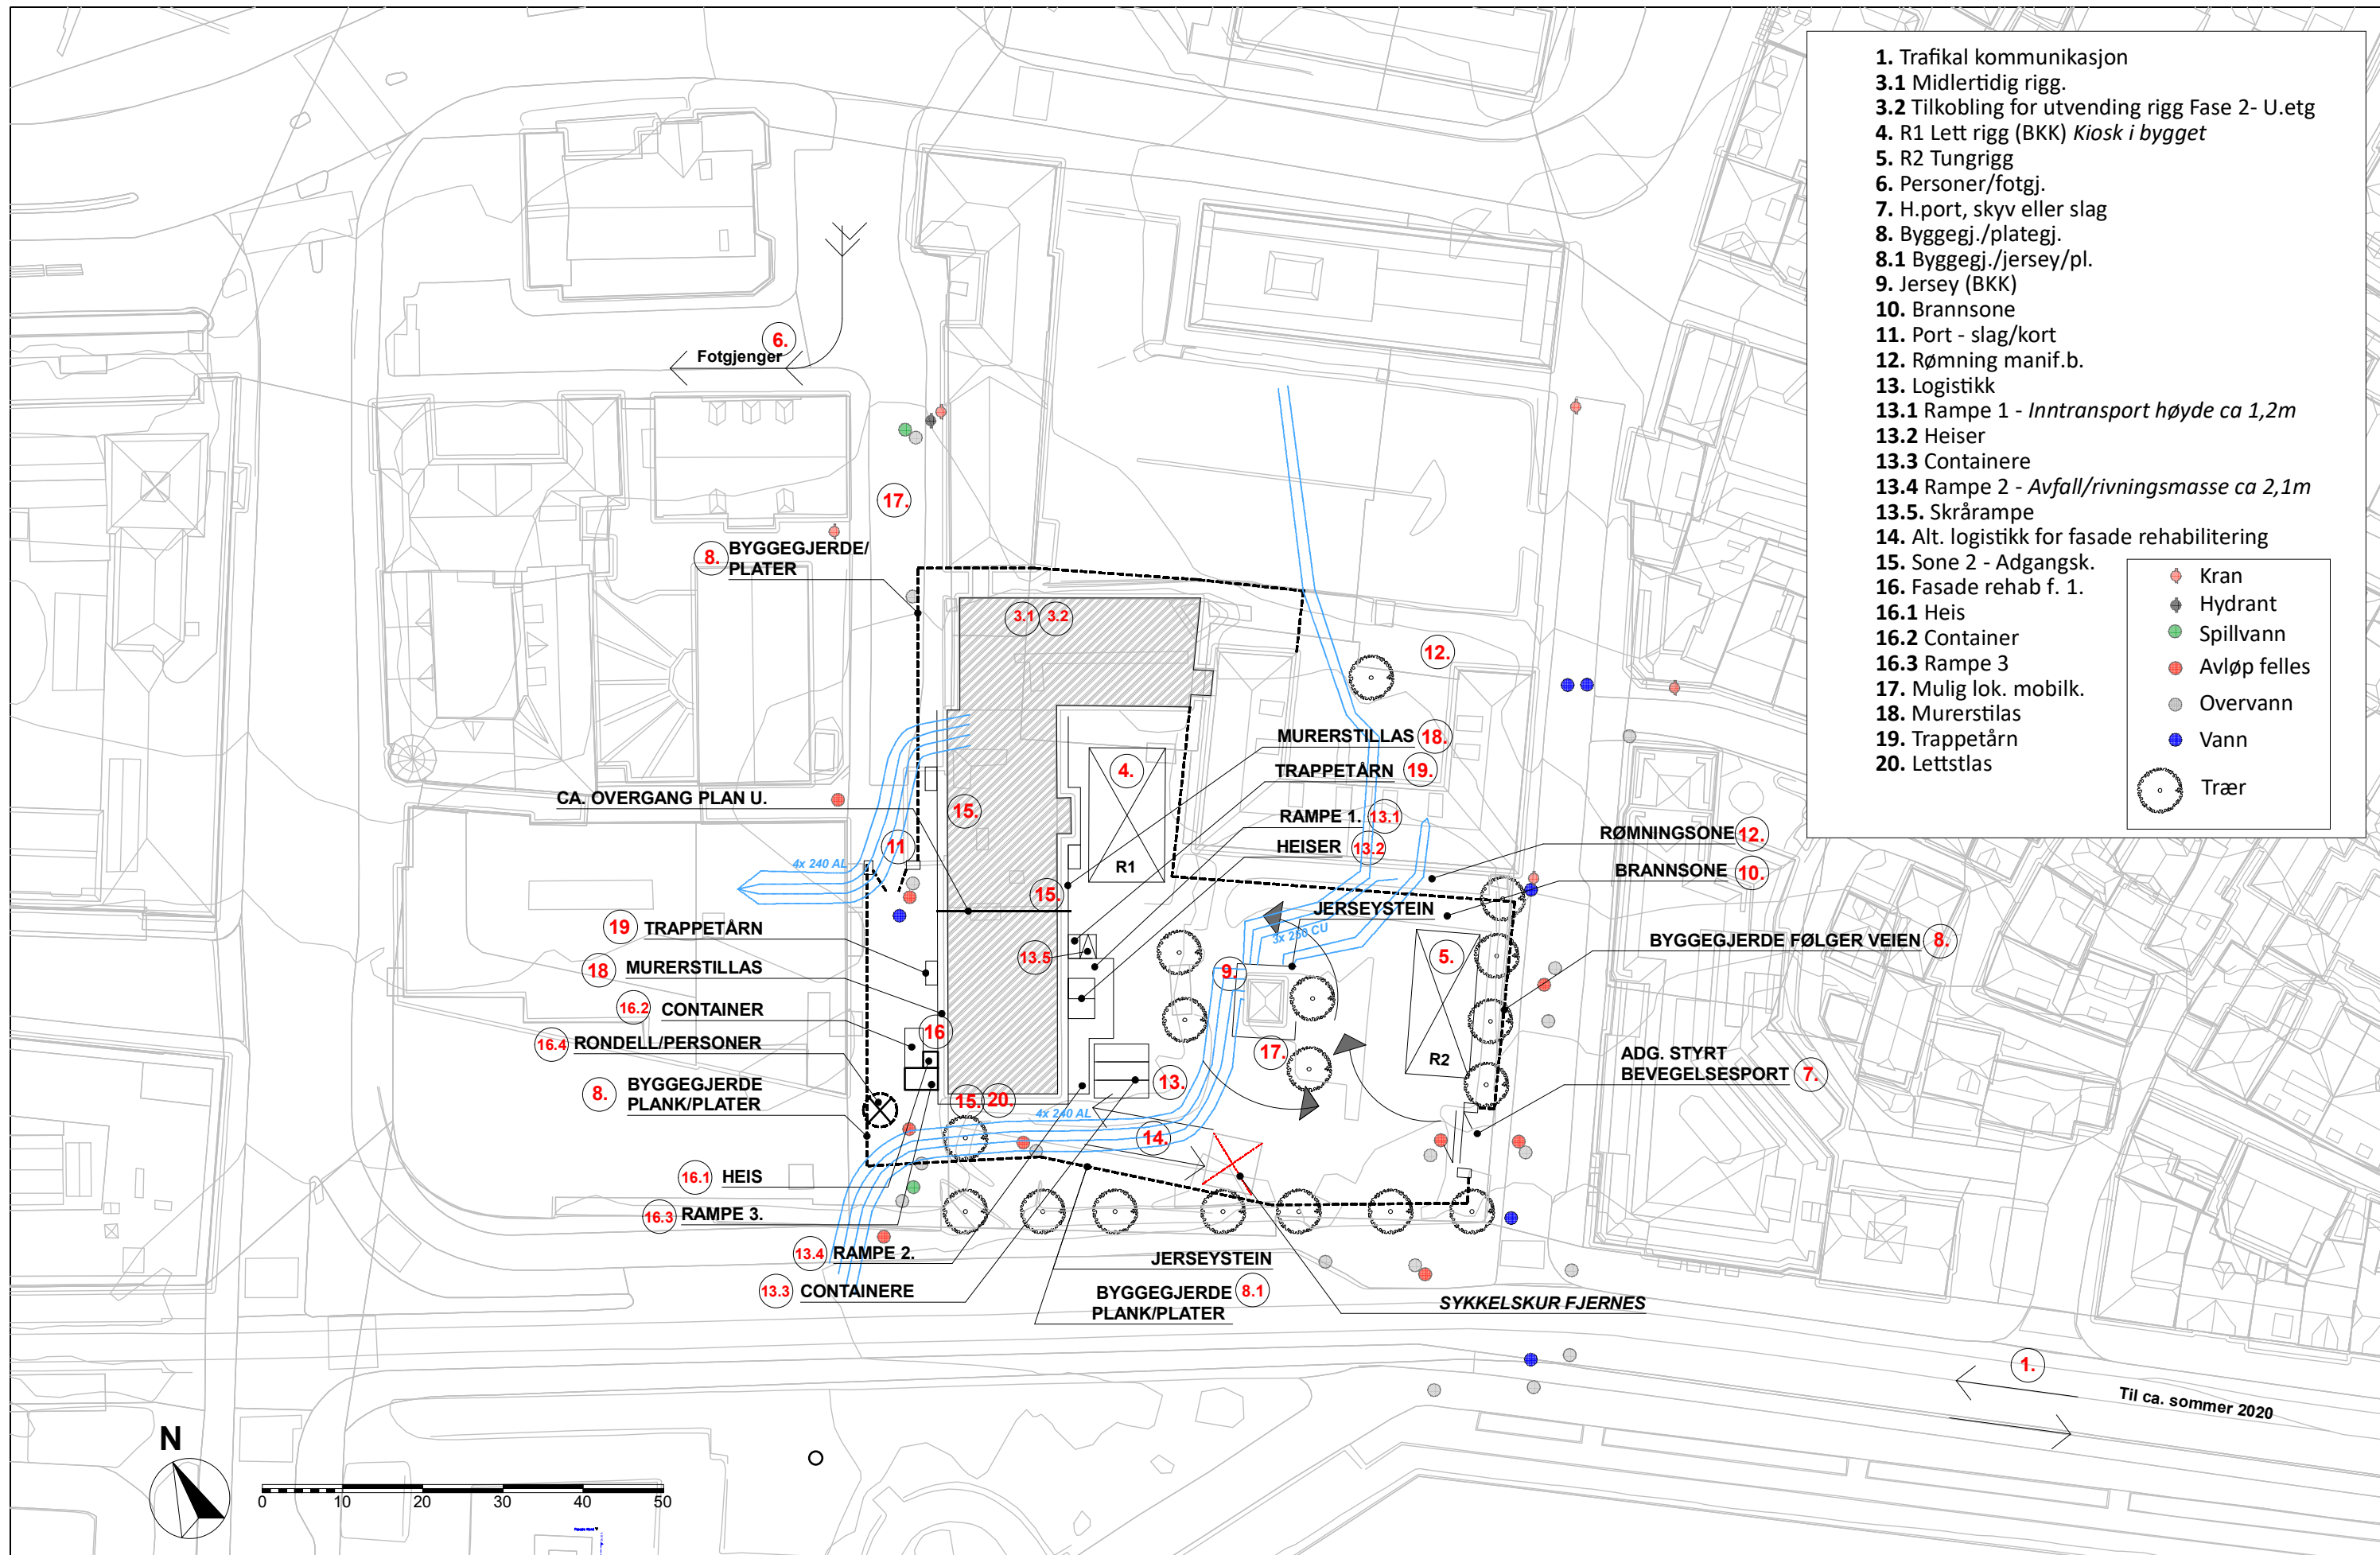 1. Trafikal kommunikasjon
3.1 Midlertidig rigg.
3.2 Tilkobling for utvending rigg Fase 2- U.etg
4. R1 Lett rigg (BKK) Kiosk i bygget
5. R2 Tungrigg
6. Personer/fotgj.
7. H.port, skyv eller slag
8. Byggegj./plategj.
8.1 Byggegj./jersey/pl.
9. Jersey (BKK)
10. Brannsone
11. Port - slag/kort
12. Rømning manif.b.
13. Logistikk
13.1 Rampe 1 - Inntransport høyde ca 1,2m
13.2 Heiser
13.3 Containere
13.4 Rampe 2 - Avfall/rivningsmasse ca 2,1m
13.5. Skrårampe
14. Alt. logistikk for fasade rehabilitering
15. Sone 2 - Adgangsk.
16. Fasade rehab f. 1.
16.1 Heis
16.2 Container
16.3 Rampe 3
17. Mulig lok. mobilk.
18. Murerstilas
19. Trappetårn
20. Lettstlas
Kran
Hydrant
Spillvann
Avløp felles
Overvann
Vann
Trær
6.
Fotgjenger
17.
8. BYGGEGJERDE/
PLATER
3.1 3.2
12.
MURERSTILLAS 18.
4.
TRAPPETÅRN 19.
CA. OVERGANG PLAN U.
15.
RAMPE 1. 13.1
RØMNINGSONE 12.
11
HEISER 13.2
4x 240 AL
R1
BRANNSONE 10.
15.
JERSEYSTEIN
19 TRAPPETÅRN
3x 250 CU
BYGGEGJERDE FØLGER VEIEN 8.
13.5
5.
18 MURERSTILLAS
9.
16.2 CONTAINER
16
16.4 RONDELL/PERSONER
17.
R2
ADG. STYRT
BEVEGELSESPORT 7.
8. BYGGEGJERDE
PLANK/PLATER
13.
15. 20.
4x 240 AL
14.
16.1 HEIS
16.3 RAMPE 3.
13.4 RAMPE 2.
JERSEYSTEIN
13.3 CONTAINERE
BYGGEGJERDE 8.1
PLANK/PLATER
SYKKELSKUR FJERNES
1.
Til ca. sommer 2020
N
0 10 20 30 40 50